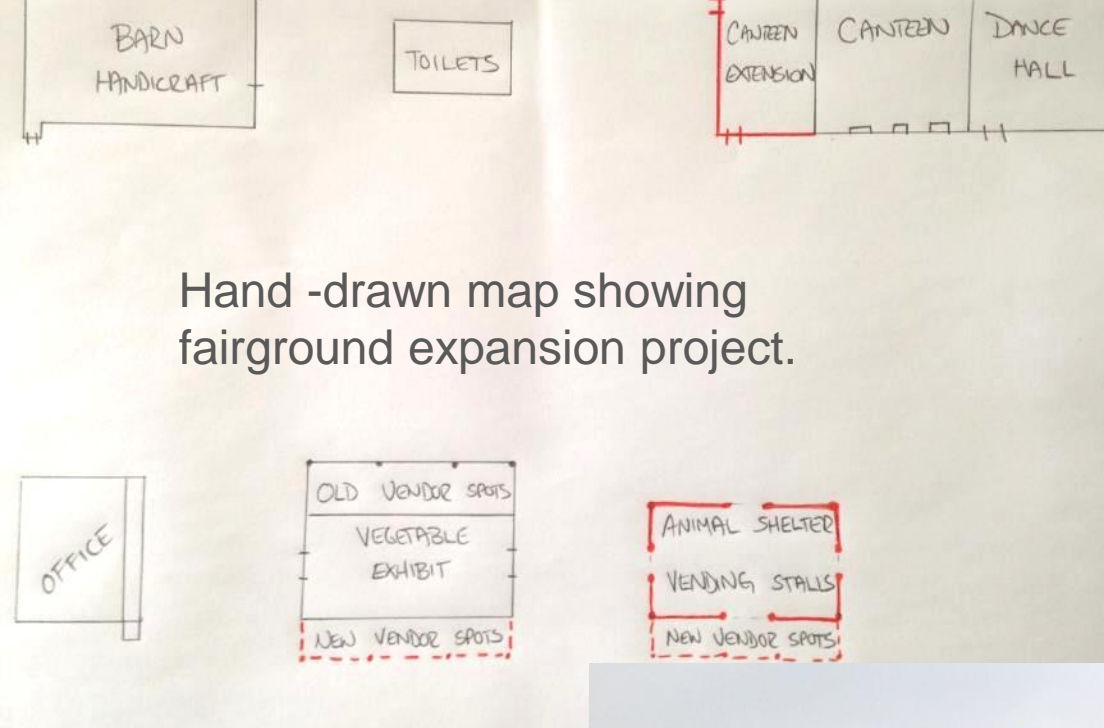 BARN
HANDICRAFT
TOILETS
CANTEEN
EXTENSION
CANTEEN
DANCE
HALL
Hand -drawn map showing
fairground expansion project.
OFFICE
OLD VENDOR SPOTS
VEGETABLE
EXHIBIT
NEW VENDOR SPOTS
ANIMAL SHELTER
VENDING STALLS
NEW VENDOR SPOTS